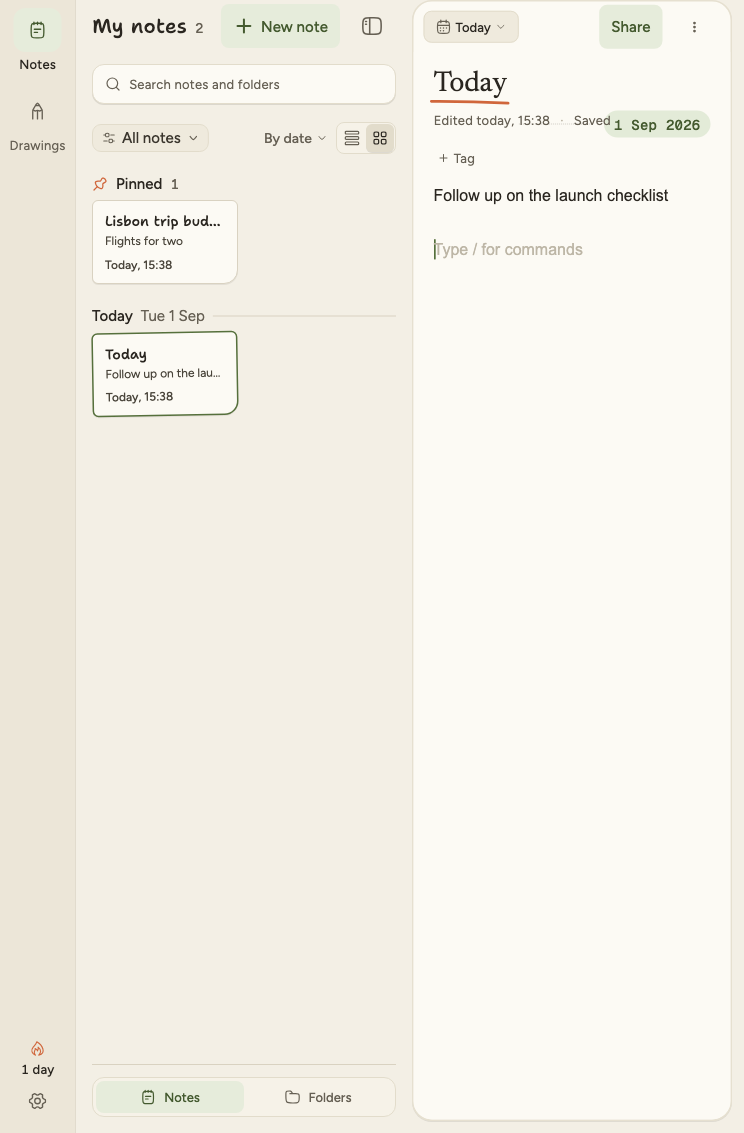 Notes
Drawings
1 day
My notes 2
New note
Search notes and folders
All notes
By date
Pinned 1
Lisbon trip bud...
Flights for two
Today, 15:38
Today Tue 1 Sep
Today
Follow up on the lau...
Today, 15:38
Notes
Folders
Today
Share
Today
Edited today, 15:38 · Saved
1 Sep 2026
+ Tag
Follow up on the launch checklist
Type / for commands